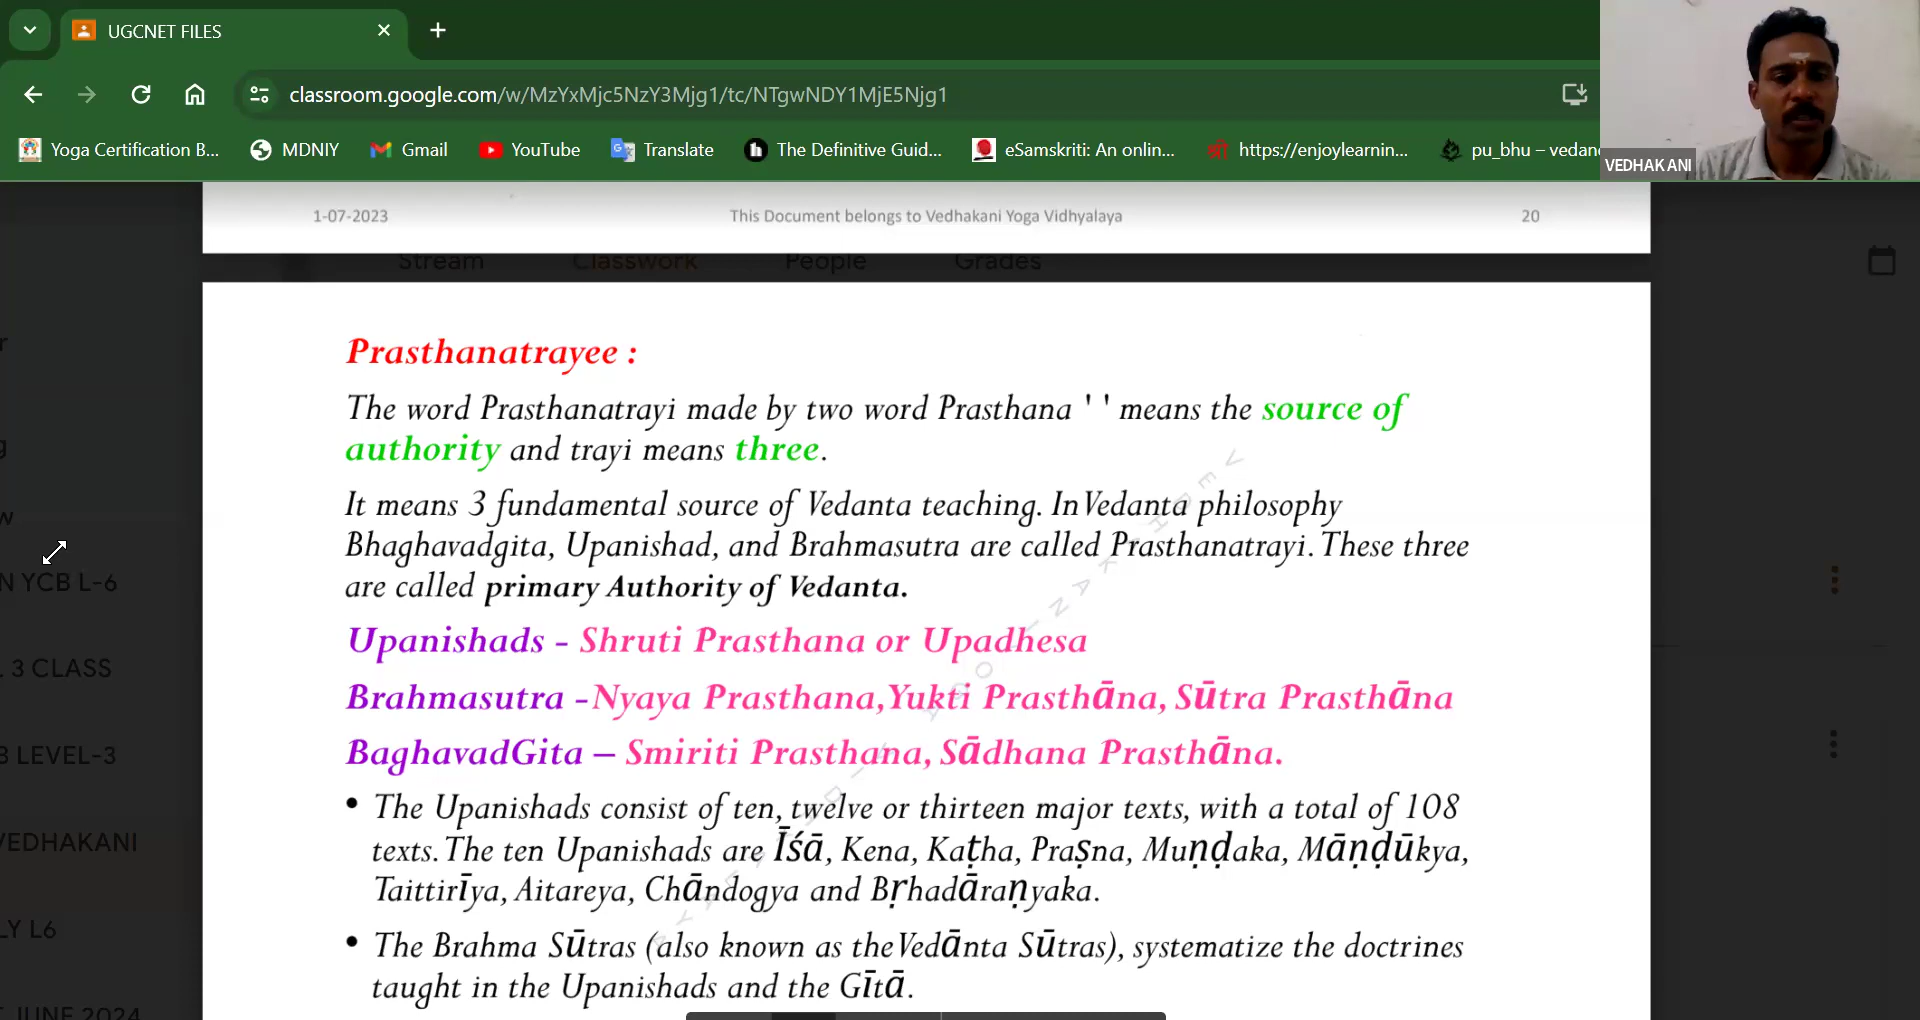 UGCNET FILES
classroom.google.com/w/MzYxMjc5NzY3Mjg1/tc/NTgwNDY1MjE5Njg1
Yoga Certification B... MDNIY Gmail YouTube Translate The Definitive Guid... eSamskriti: An onlin... श्री https://enjoylearnin... pu_bhu – vedan
VEDHAKANI
1-07-2023 This Document belongs to Vedhakani Yoga Vidhyalaya 20
Stream Classwork People Grades
Prasthanatrayee :
The word Prasthanatrayi made by two word Prasthana ' ' means the source of
authority and trayi means three.
It means 3 fundamental source of Vedanta teaching. In Vedanta philosophy
Bhaghavadgita, Upanishad, and Brahmasutra are called Prasthanatrayi. These three
are called primary Authority of Vedanta.
Upanishads - Shruti Prasthana or Upadhesa
Brahmasutra -Nyaya Prasthana,Yukti Prasthāna, Sūtra Prasthāna
BaghavadGita – Smiriti Prasthana, Sādhana Prasthāna.
• The Upanishads consist of ten, twelve or thirteen major texts, with a total of 108
texts. The ten Upanishads are Īśā, Kena, Kaṭha, Praṣna, Muṇḍaka, Māṇḍūkya,
Taittirīya, Aitareya, Chāndogya and Bṛhadāraṇyaka.
• The Brahma Sūtras (also known as the Vedānta Sūtras), systematize the doctrines
taught in the Upanishads and the Gītā.
N YCB L-6
3 CLASS
B LEVEL-3
VEDHAKANI
LY L6
JUNE 2024